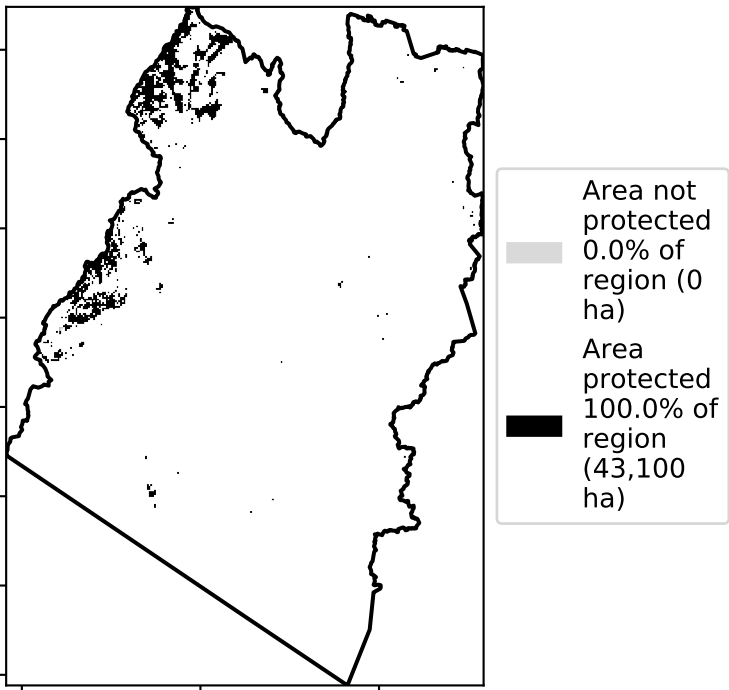 Area not
protected
0.0% of
region (0
ha)
Area
protected
100.0% of
region
(43,100
ha)